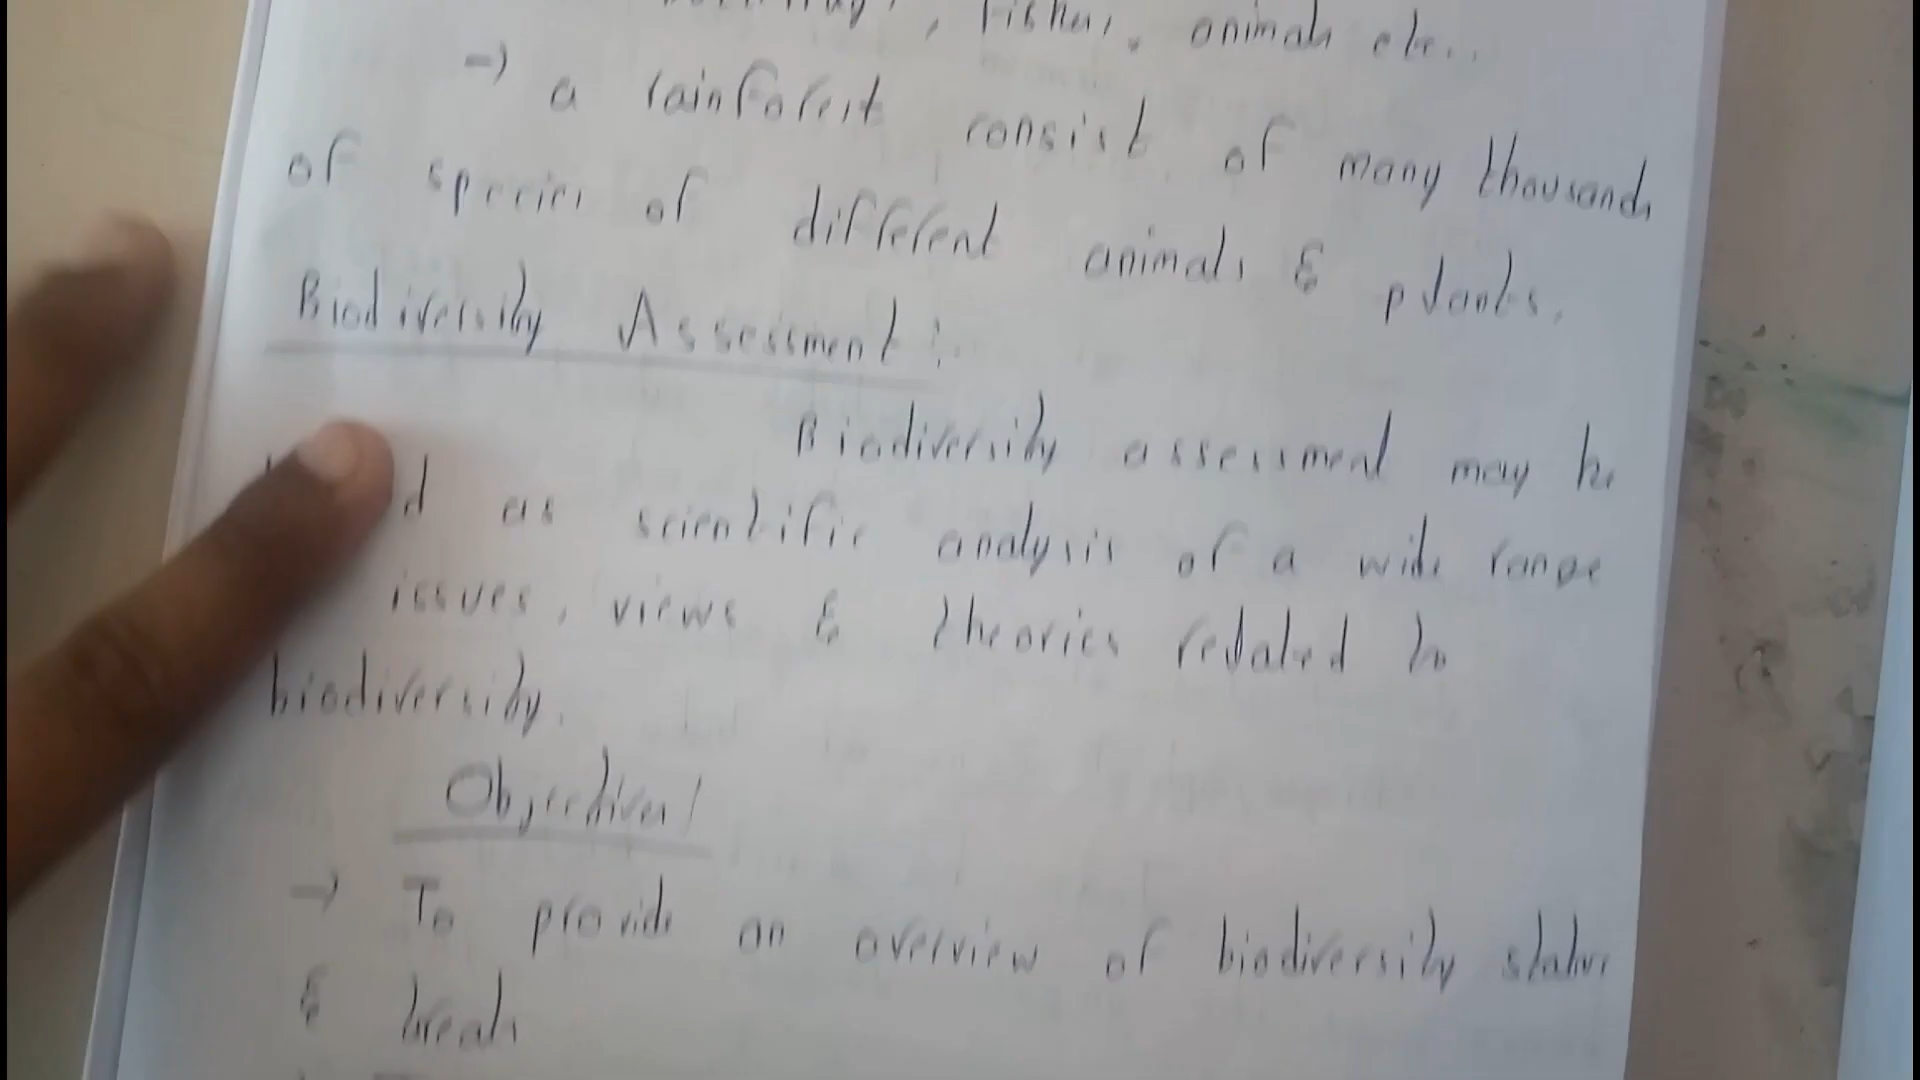 , Fishes, animals etc..
→ a rainforest consist of many thousands
of species of different animals & plants.
Biodiversity Assessment:
Biodiversity assessment may be
d as scientific analysis of a wide range
issues, views & theories related to
biodiversity.
Objectives!
→ To provide an overview of biodiversity status
&